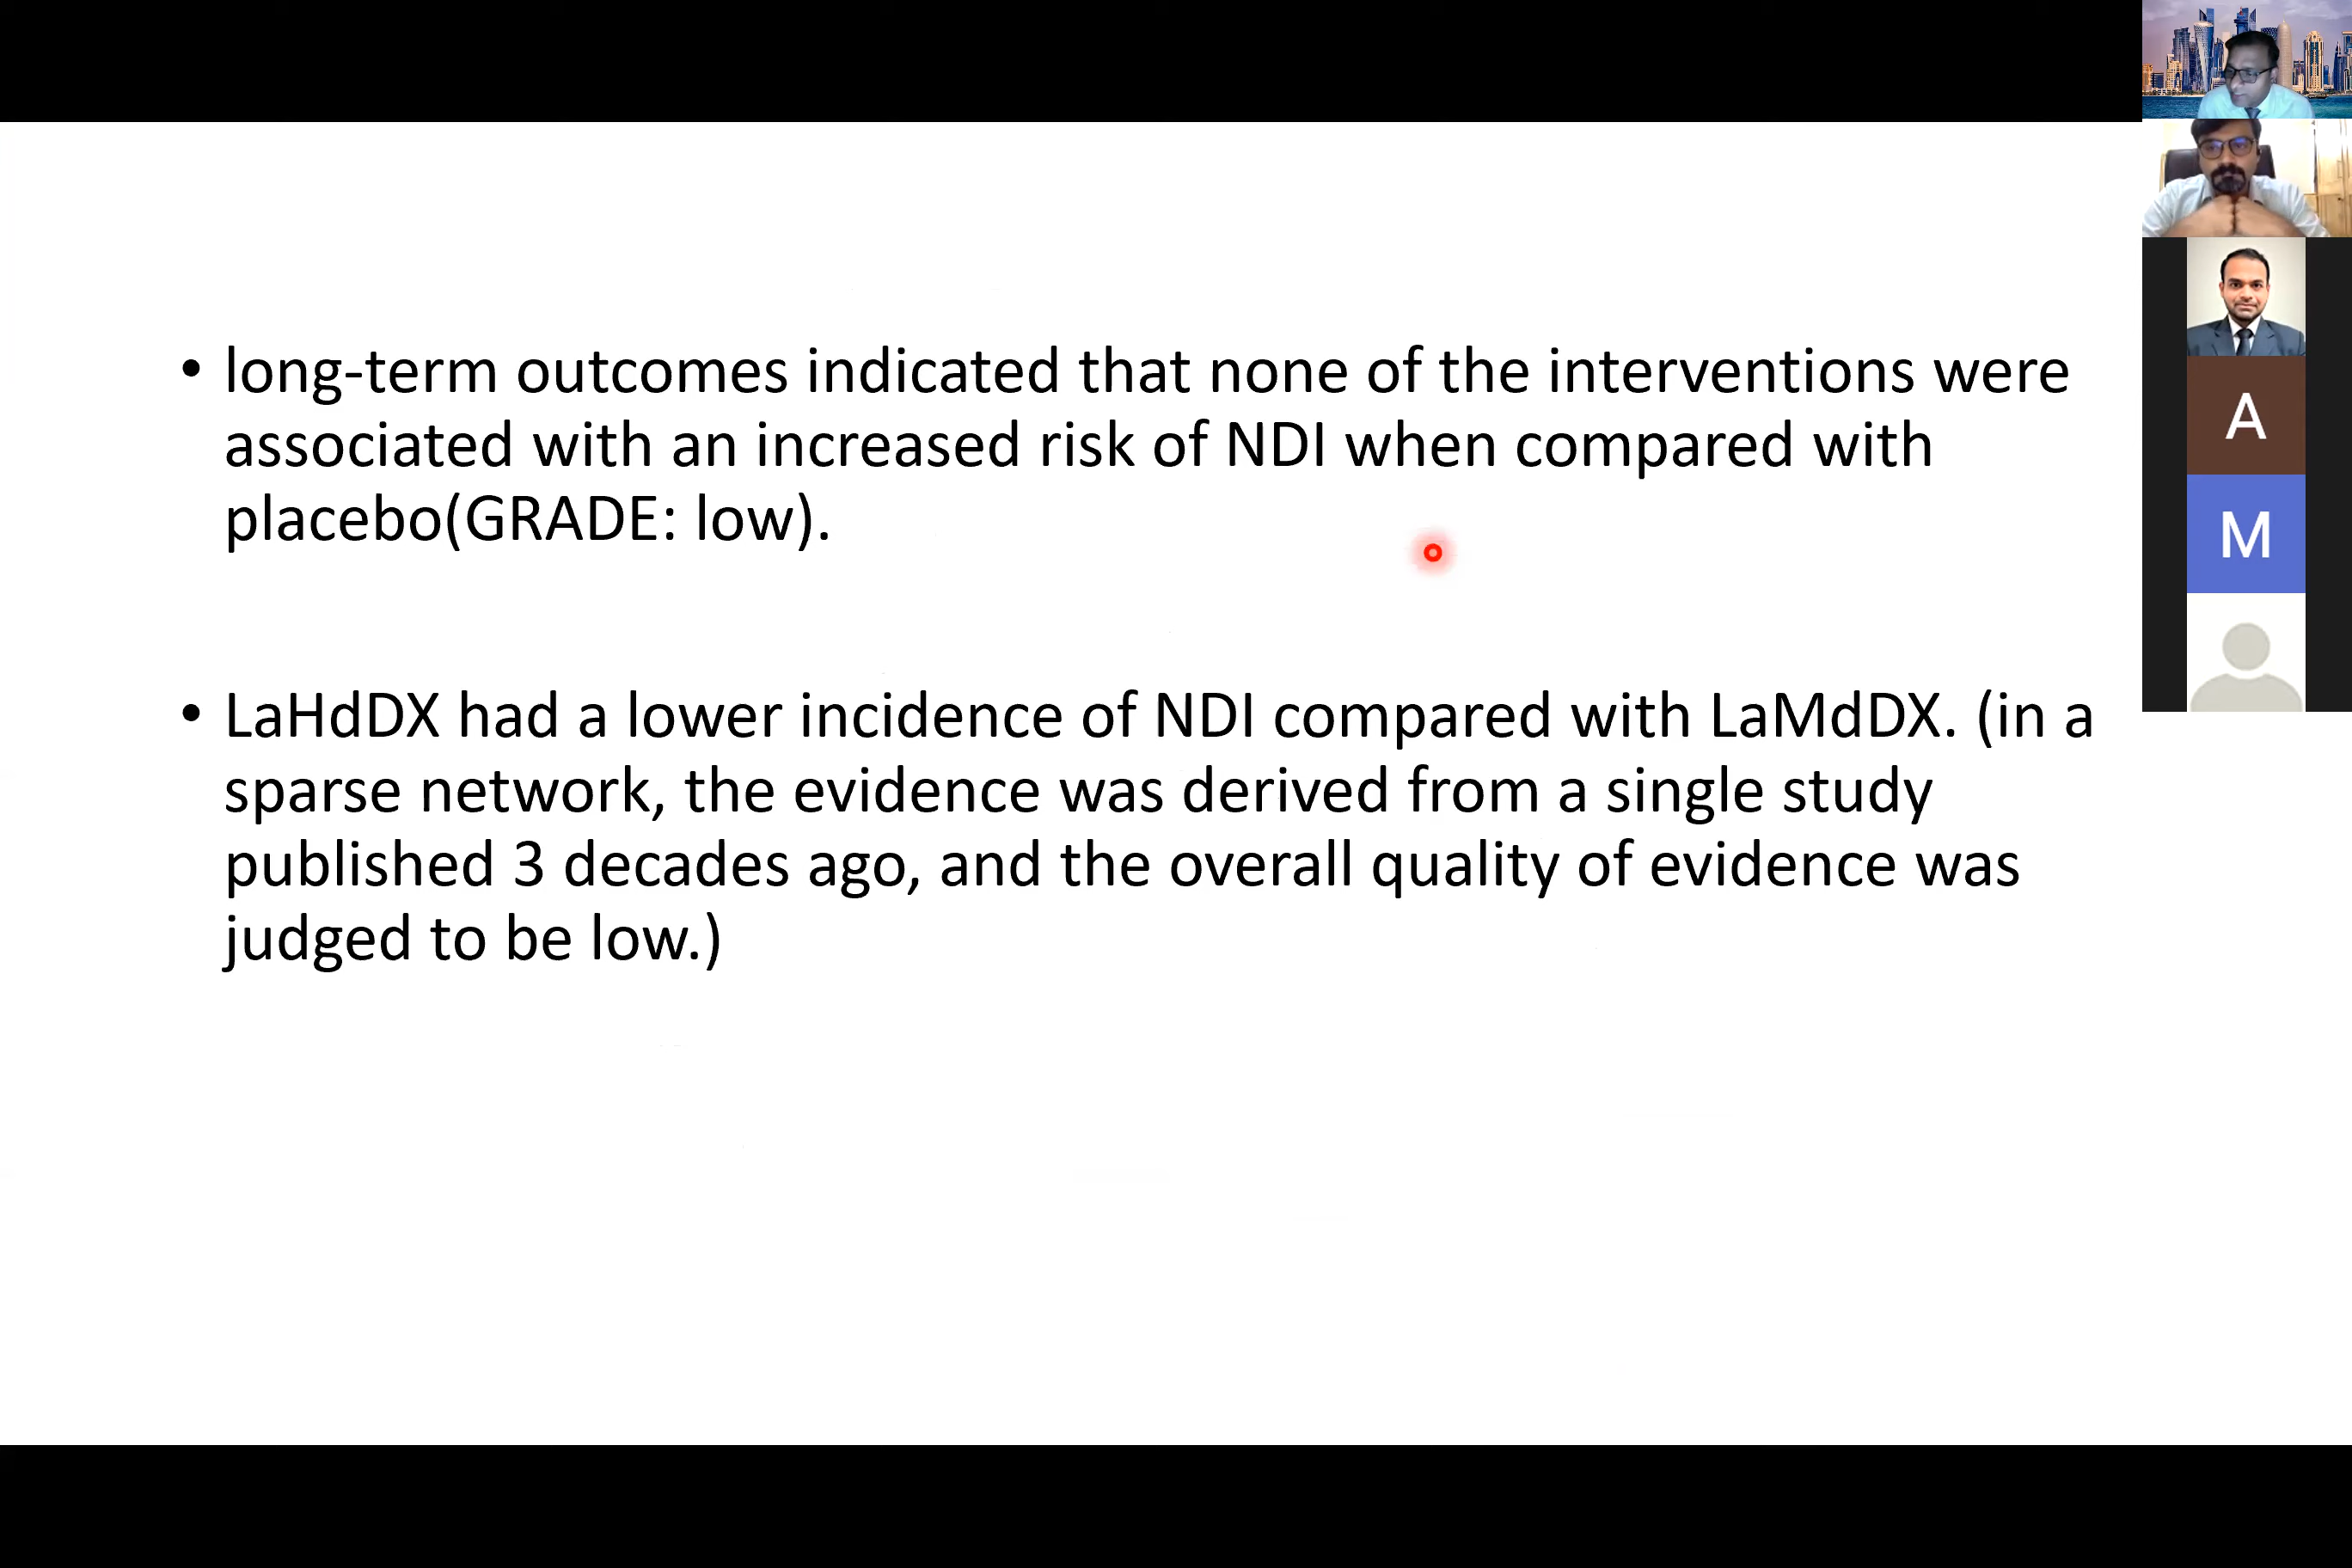 • long-term outcomes indicated that none of the interventions were
associated with an increased risk of NDI when compared with
placebo(GRADE: low).
• LaHdDX had a lower incidence of NDI compared with LaMdDX. (in a
sparse network, the evidence was derived from a single study
published 3 decades ago, and the overall quality of evidence was
judged to be low.)
A
M